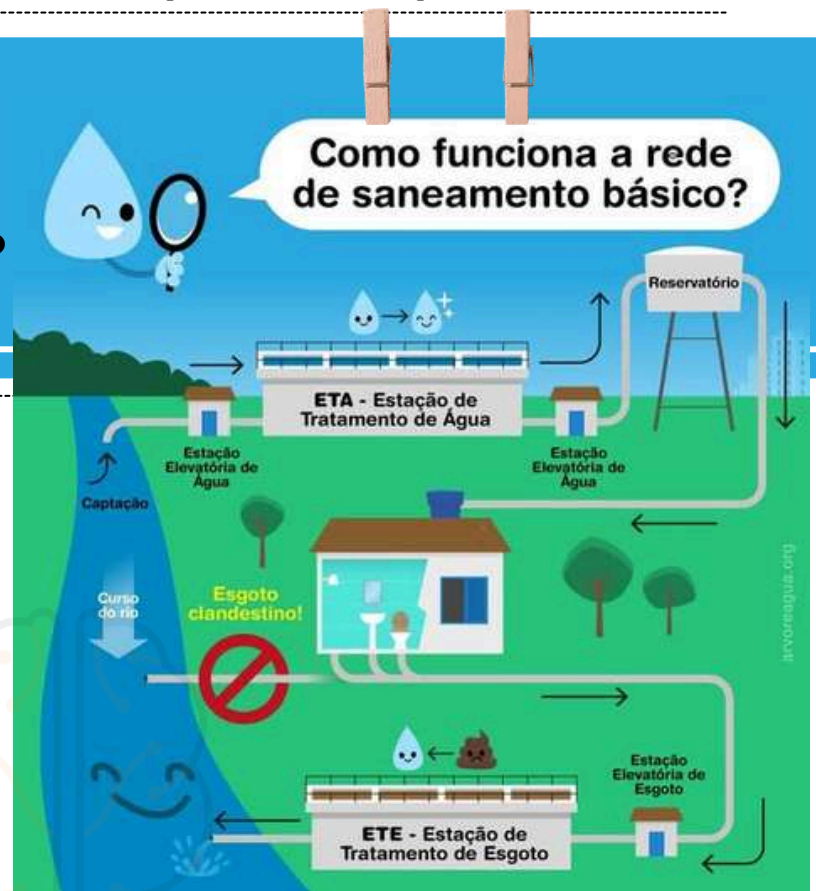 Como funciona a rede
de saneamento básico?
Reservatório
ETA - Estação de
Tratamento de Água
Estação
Elevatória de
Água
Estação
Elevatória de
Água
Captação
Curso
do rio
Esgoto
clandestino!
arvoreagua.org
Estação
Elevatória de
Esgoto
ETE - Estação de
Tratamento de Esgoto